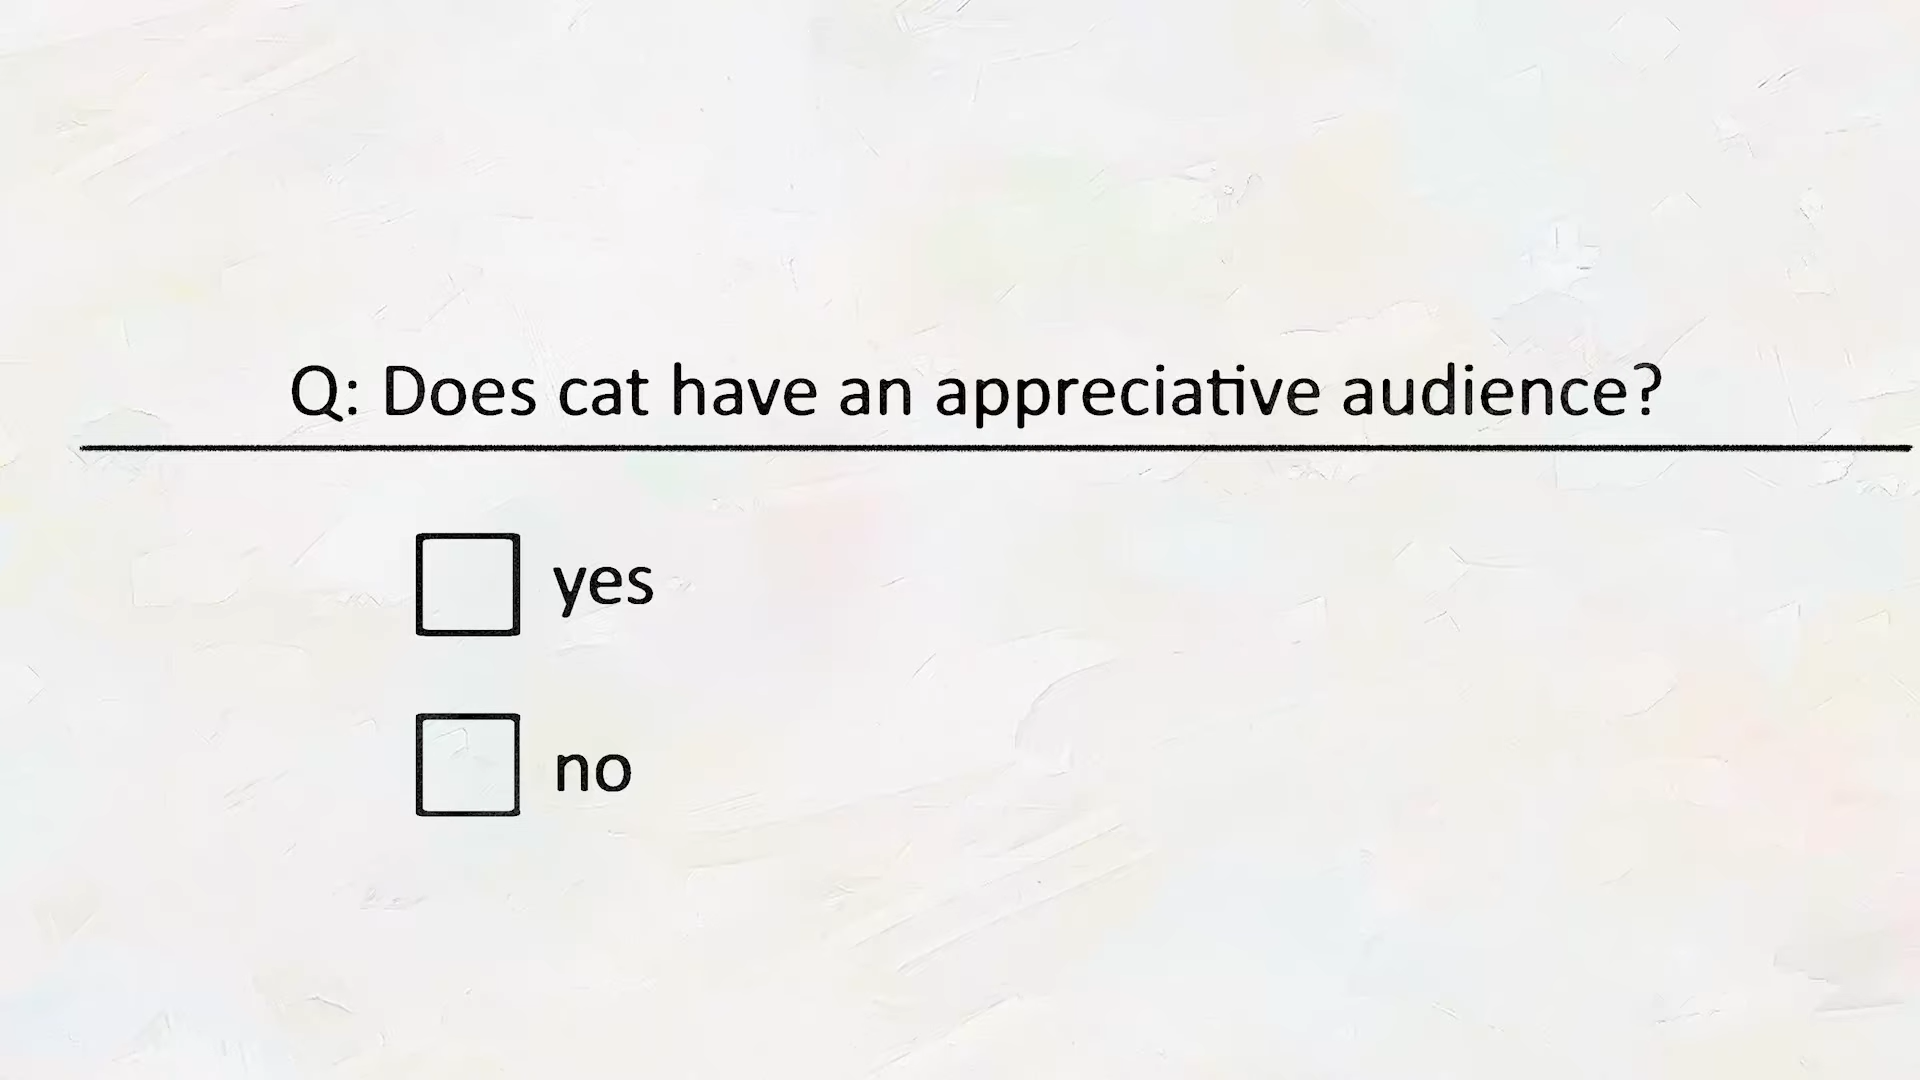 Q: Does cat have an appreciative audience?
yes
no